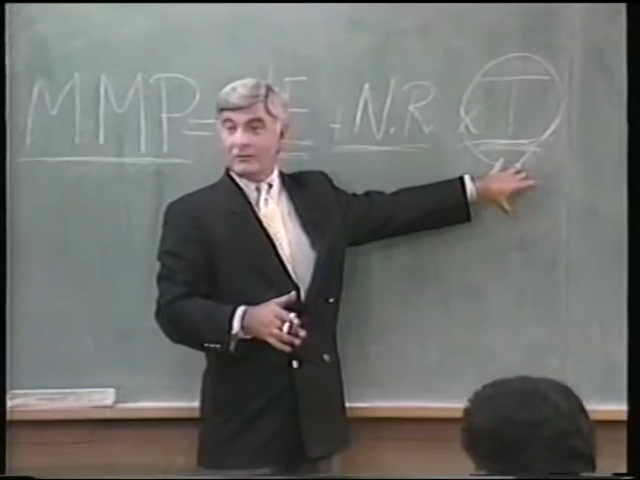 MMP = E - N.R x T